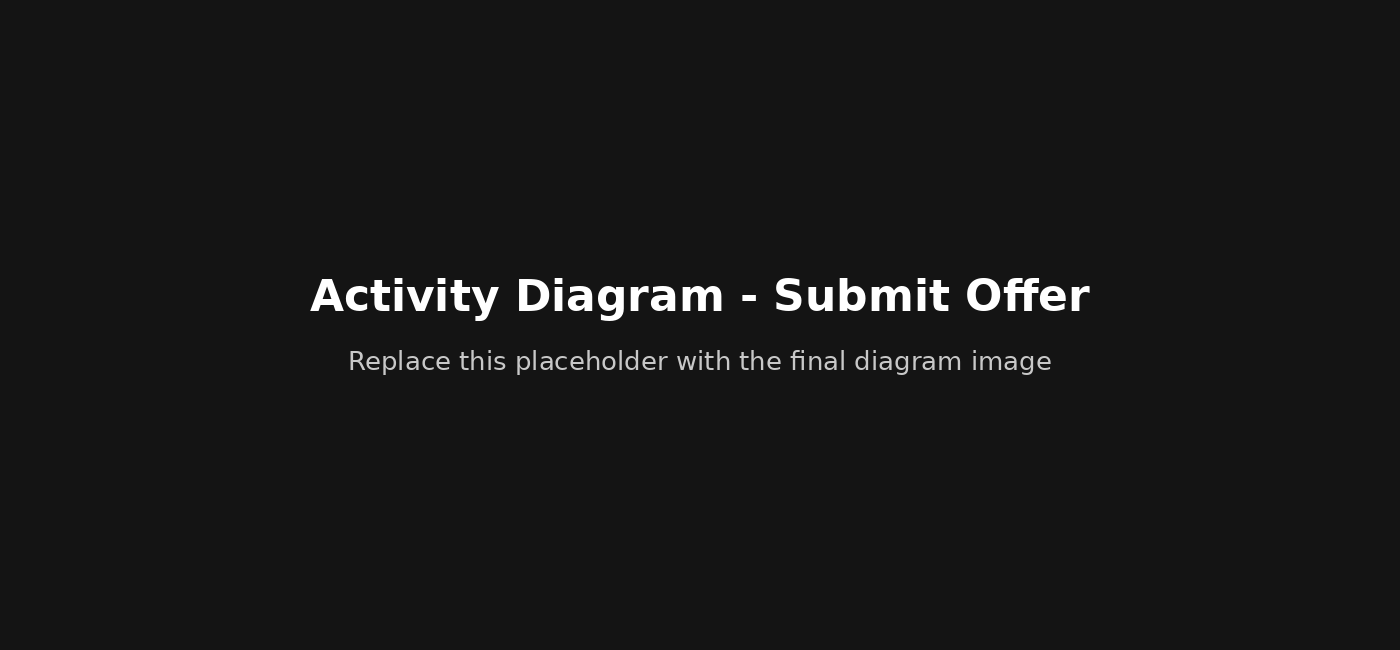 Activity Diagram - Submit Offer
Replace this placeholder with the final diagram image